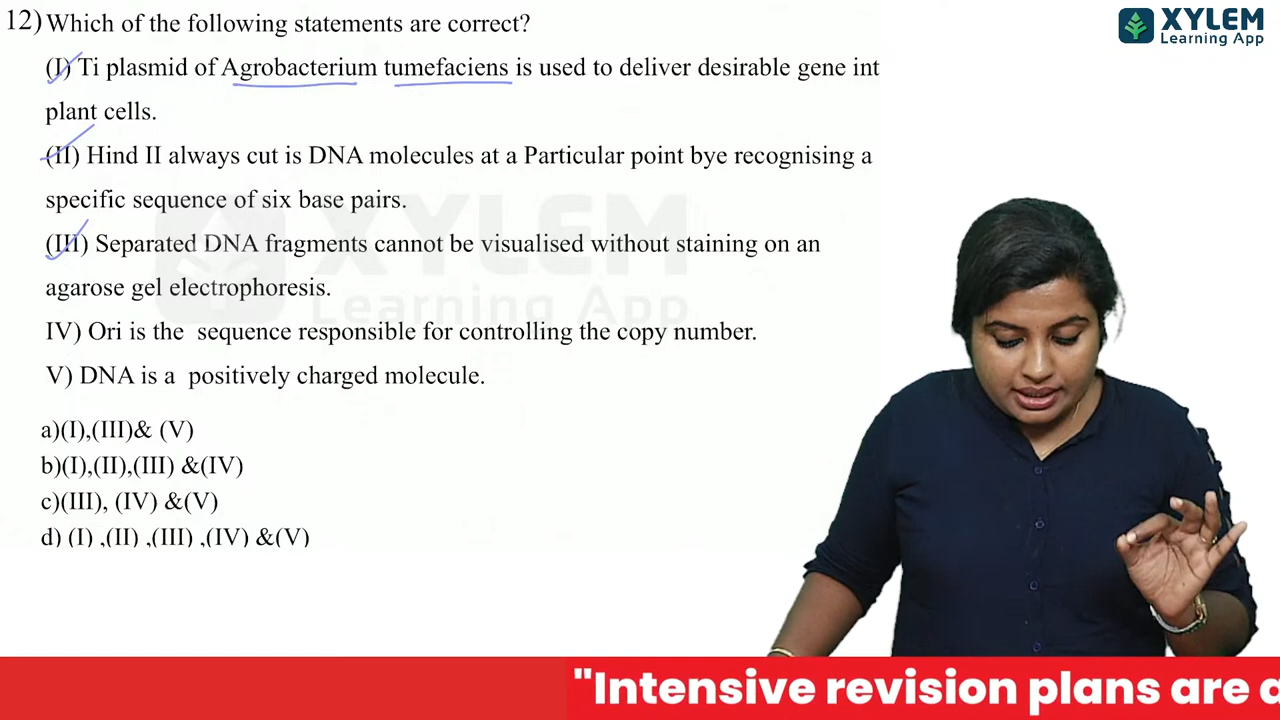 12) Which of the following statements are correct?
XYLEM
Learning App
(I) Ti plasmid of Agrobacterium tumefaciens is used to deliver desirable gene int
plant cells.
(II) Hind II always cut is DNA molecules at a Particular point bye recognising a
specific sequence of six base pairs.
(III) Separated DNA fragments cannot be visualised without staining on an
agarose gel electrophoresis.
XYLEM
Learning App
IV) Ori is the sequence responsible for controlling the copy number.
V) DNA is a positively charged molecule.
a)(I),(III)& (V)
b)(I),(II),(III) &(IV)
c)(III), (IV) &(V)
d) (I) ,(II) ,(III) ,(IV) &(V)
"Intensive revision plans are a